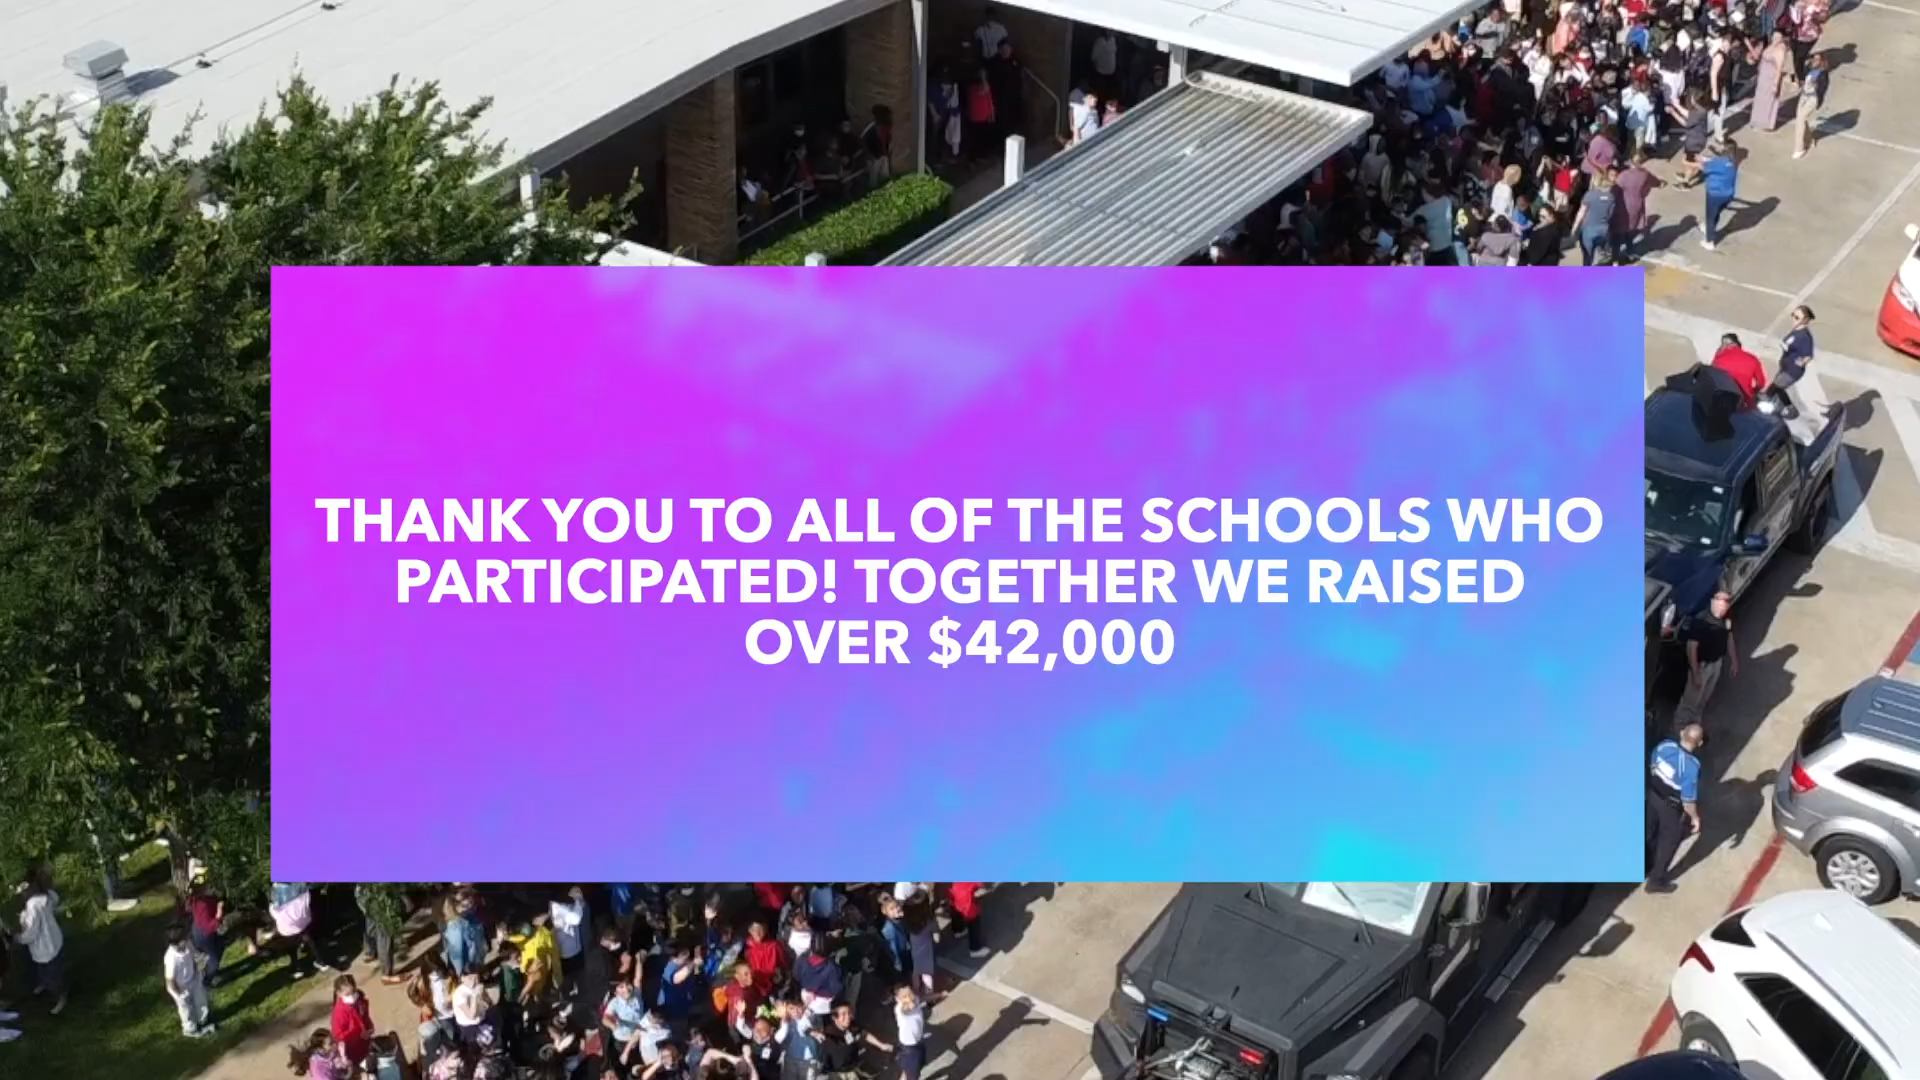 THANK YOU TO ALL OF THE SCHOOLS WHO
PARTICIPATED! TOGETHER WE RAISED
OVER $42,000